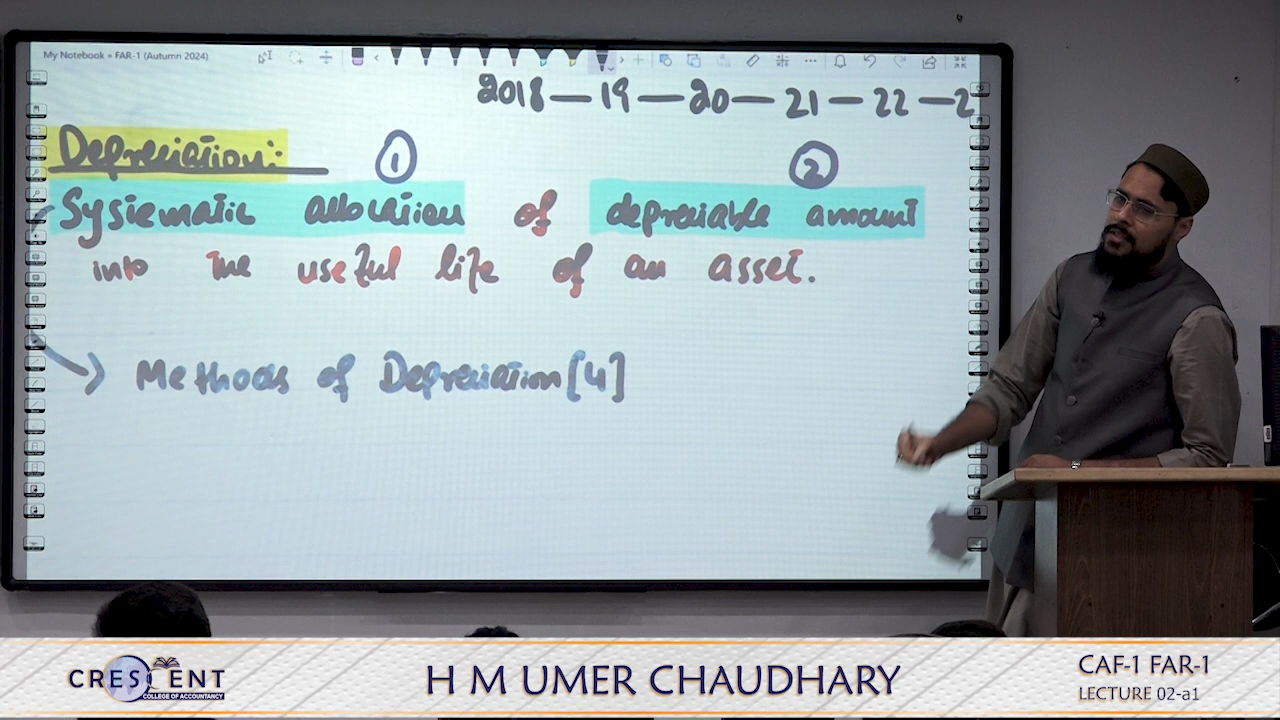 My Notebook » FAR-1 (Autumn 2024)
2018 — 19 — 20 — 21 — 22 — 2
Depreciation:-
① ②
Systematic allocation of depreciable amount
into the useful life of an asset.
Methods of Depreciation [4]
CRESCENT
COLLEGE OF ACCOUNTANCY
H M UMER CHAUDHARY
CAF-1 FAR-1
LECTURE 02-a1